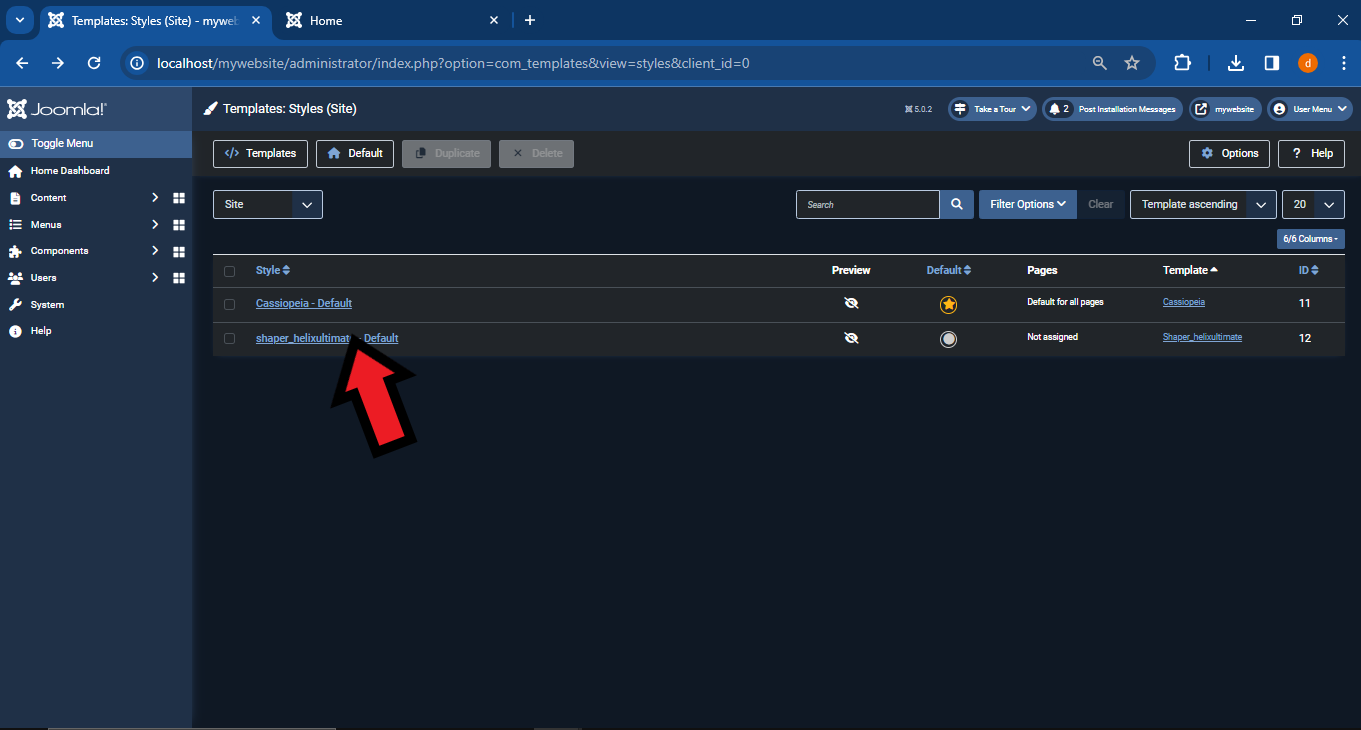 Templates: Styles (Site) - myweb
Home
localhost/mywebsite/administrator/index.php?option=com_templates&view=styles&client_id=0
d
Joomla!®
Templates: Styles (Site)
5.0.2
Take a Tour
2 Post Installation Messages
mywebsite
User Menu
Toggle Menu
Home Dashboard
Content
Menus
Components
Users
System
Help
Templates
Default
Duplicate
Delete
Options
? Help
Site
Search
Filter Options
Clear
Template ascending
20
6/6 Columns
Style Preview Default Pages Template ID
Cassiopeia - Default Default for all pages Cassiopeia 11
shaper_helixultimate - Default Not assigned Shaper_helixultimate 12